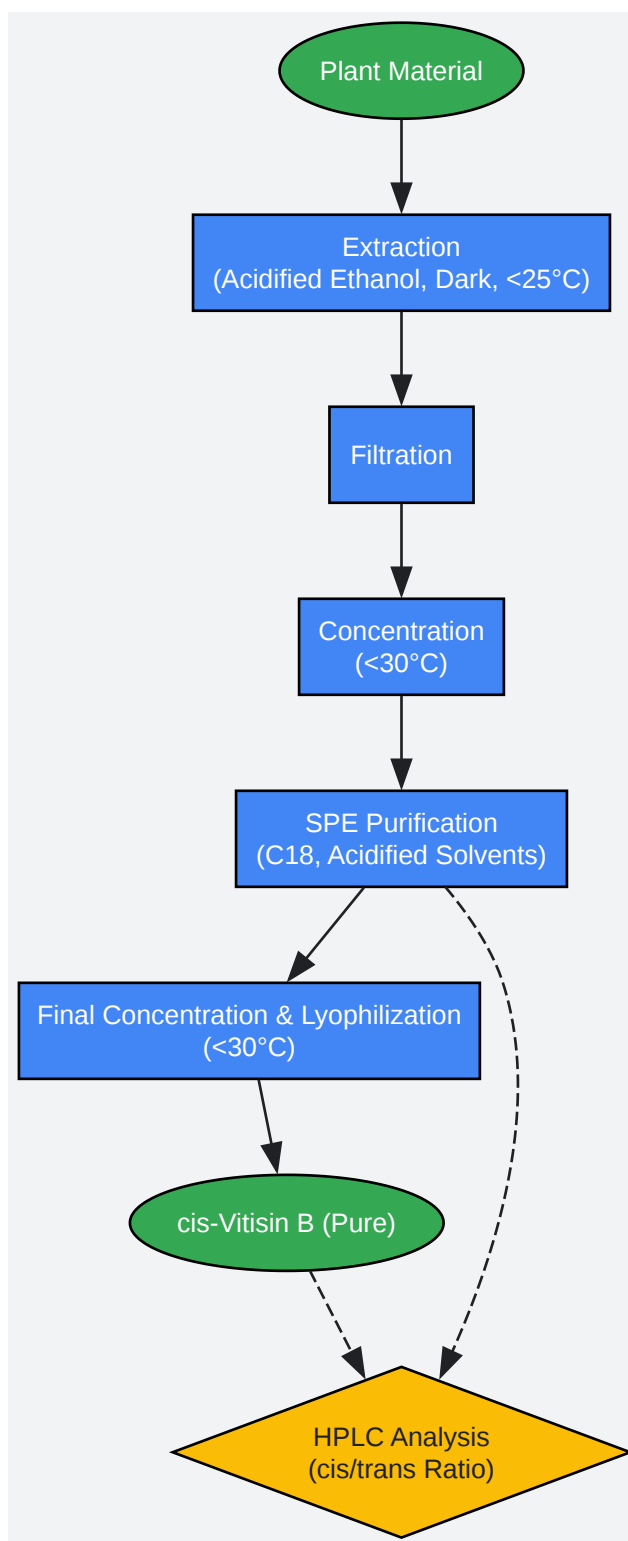 Plant Material
Extraction
(Acidified Ethanol, Dark, <25°C)
Filtration
Concentration
(<30°C)
SPE Purification
(C18, Acidified Solvents)
Final Concentration & Lyophilization
(<30°C)
cis-Vitisin B (Pure)
HPLC Analysis
(cis/trans Ratio)